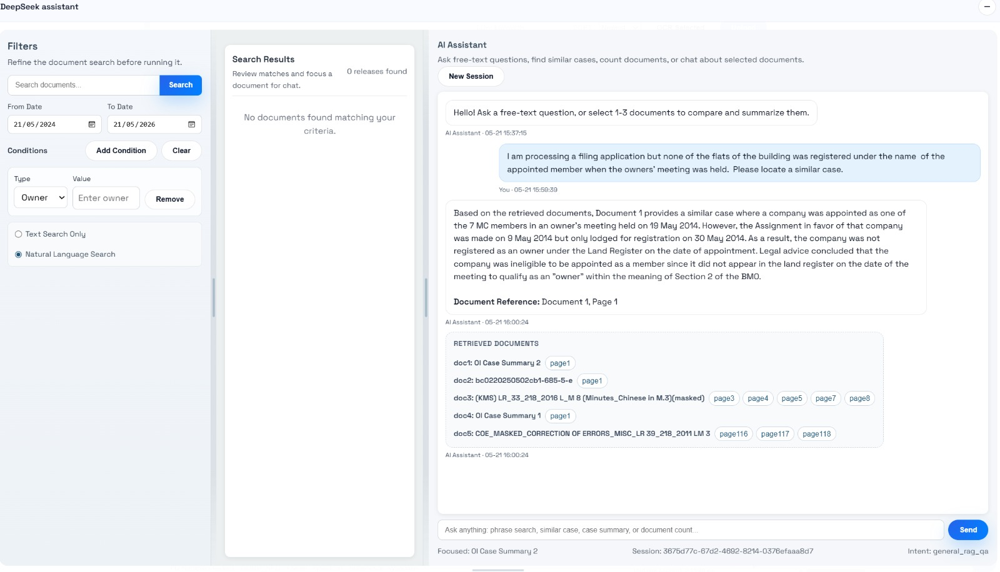 DeepSeek assistant
Filters
Refine the document search before running it.
Search documents...
Search
From Date
To Date
21/05/2024
21/05/2026
Conditions
Add Condition
Clear
Type
Value
Owner
Enter owner
Remove
Text Search Only
Natural Language Search
Search Results
Review matches and focus a
document for chat.
0 releases found
No documents found matching your
criteria.
AI Assistant
Ask free-text questions, find similar cases, count documents, or chat about selected documents.
New Session
Hello! Ask a free-text question, or select 1-3 documents to compare and summarize them.
AI Assistant · 05-21 15:37:15
I am processing a filing application but none of the flats of the building was registered under the name of the
appointed member when the owners' meeting was held. Please locate a similar case.
You · 05-21 15:59:39
Based on the retrieved documents, Document 1 provides a similar case where a company was appointed as one of
the 7 MC members in an owner's meeting held on 19 May 2014. However, the Assignment in favor of that company
was made on 9 May 2014 but only lodged for registration on 30 May 2014. As a result, the company was not
registered as an owner under the Land Register on the date of appointment. Legal advice concluded that the
company was ineligible to be appointed as a member since it did not appear in the land register on the date of the
meeting to qualify as an "owner" within the meaning of Section 2 of the BMO.
Document Reference: Document 1, Page 1
AI Assistant · 05-21 16:00:24
RETRIEVED DOCUMENTS
doc1: OI Case Summary 2 page1
doc2: bc0220250502cb1-685-5-e page1
doc3: (KMS) LR_33_218_2016 L_M 8 (Minutes_Chinese in M.3)(masked) page3 page4 page5 page7 page8
doc4: OI Case Summary 1 page1
doc5: COE_MASKED_CORRECTION OF ERRORS_MISC_LR 39_218_2011 LM 3 page116 page117 page118
AI Assistant · 05-21 16:00:24
Ask anything: phrase search, similar case, case summary, or document count...
Send
Focused: OI Case Summary 2
Session: 3675d77c-67d2-4692-8214-0376efaaa8d7
Intent: general_rag_qa